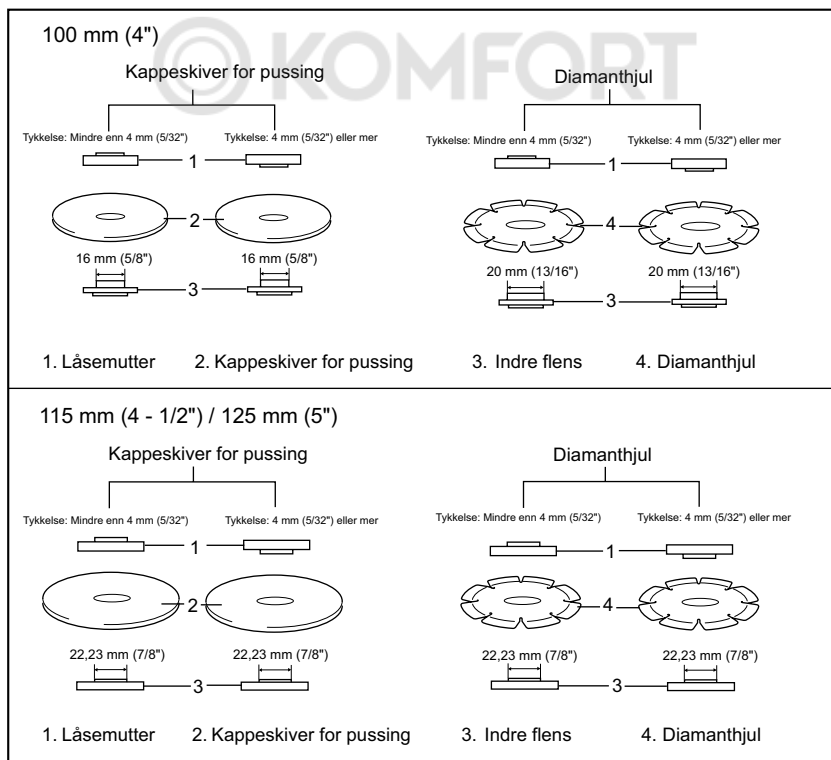 KOMFORT
100 mm (4")
Kappeskiver for pussing
Diamanthjul
Tykkelse: Mindre enn 4 mm (5/32")
Tykkelse: 4 mm (5/32") eller mer
Tykkelse: Mindre enn 4 mm (5/32")
Tykkelse: 4 mm (5/32") eller mer
1
1
2
4
16 mm (5/8")
16 mm (5/8")
20 mm (13/16")
20 mm (13/16")
3
3
1. Låsemutter
2. Kappeskiver for pussing
3. Indre flens
4. Diamanthjul
115 mm (4 - 1/2") / 125 mm (5")
Kappeskiver for pussing
Diamanthjul
Tykkelse: Mindre enn 4 mm (5/32")
Tykkelse: 4 mm (5/32") eller mer
Tykkelse: Mindre enn 4 mm (5/32")
Tykkelse: 4 mm (5/32") eller mer
1
1
2
4
22,23 mm (7/8")
22,23 mm (7/8")
22,23 mm (7/8")
22,23 mm (7/8")
3
3
1. Låsemutter
2. Kappeskiver for pussing
3. Indre flens
4. Diamanthjul